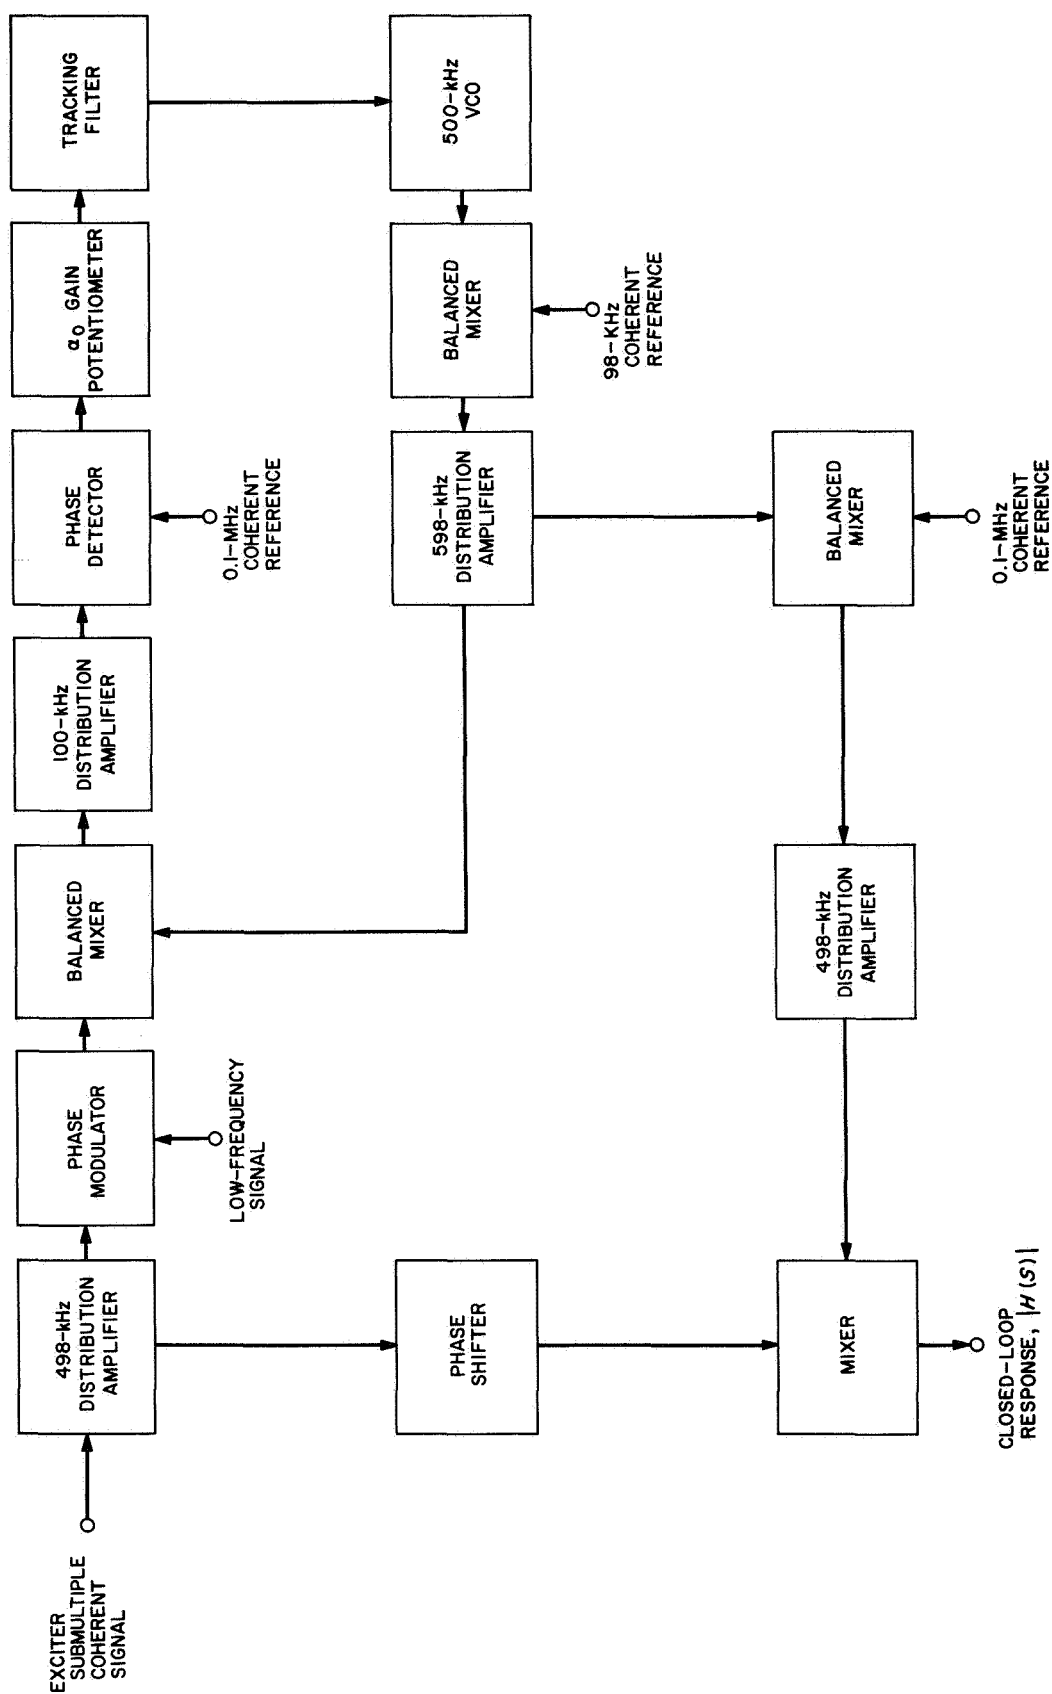 EXCITER
SUBMULTIPLE
COHERENT
SIGNAL
498-kHz
DISTRIBUTION
AMPLIFIER
PHASE
MODULATOR
LOW-FREQUENCY
SIGNAL
BALANCED
MIXER
100-kHz
DISTRIBUTION
AMPLIFIER
PHASE
DETECTOR
0.1-MHz
COHERENT
REFERENCE
α0 GAIN
POTENTIOMETER
TRACKING
FILTER
PHASE
SHIFTER
598-kHz
DISTRIBUTION
AMPLIFIER
BALANCED
MIXER
98-KHz
COHERENT
REFERENCE
500-kHz
VCO
MIXER
CLOSED-LOOP
RESPONSE, |H(S)|
498-kHz
DISTRIBUTION
AMPLIFIER
BALANCED
MIXER
0.1-MHz
COHERENT
REFERENCE